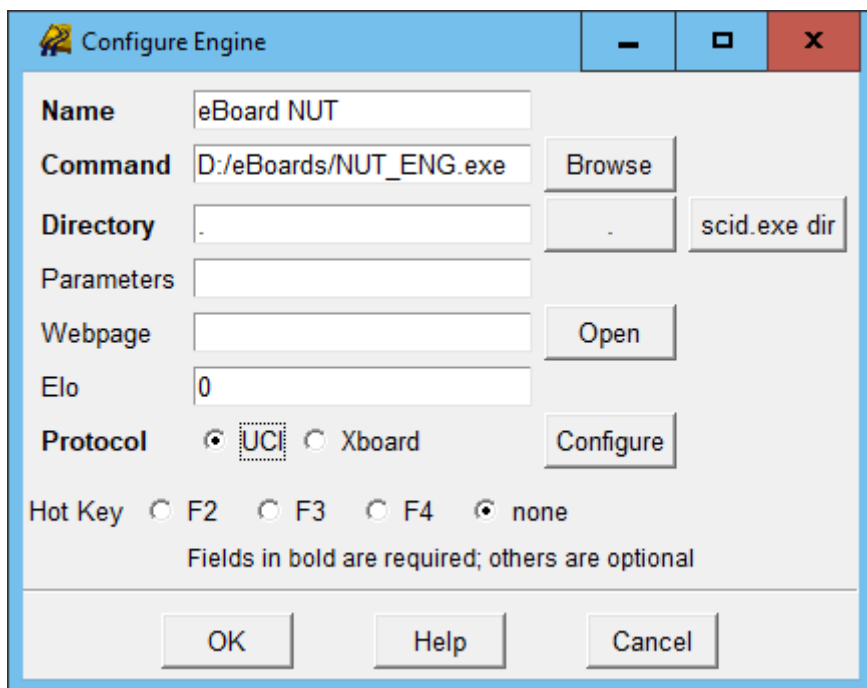 Configure Engine
Name eBoard NUT
Command D:/eBoards/NUT_ENG.exe Browse
Directory . . scid.exe dir
Parameters
Webpage Open
Elo 0
Protocol UCI Xboard Configure
Hot Key F2 F3 F4 none
Fields in bold are required; others are optional
OK Help Cancel